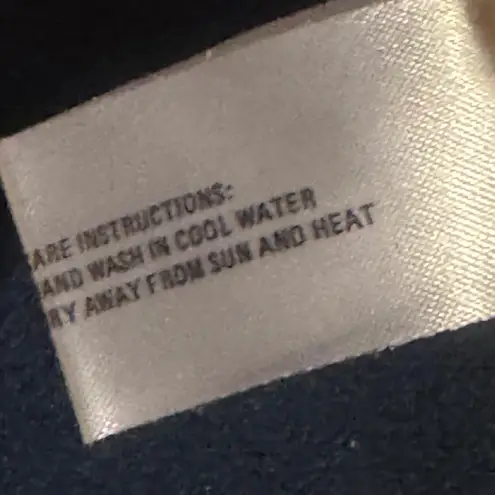 ARE INSTRUCTIONS:
AND WASH IN COOL WATER
RY AWAY FROM SUN AND HEAT